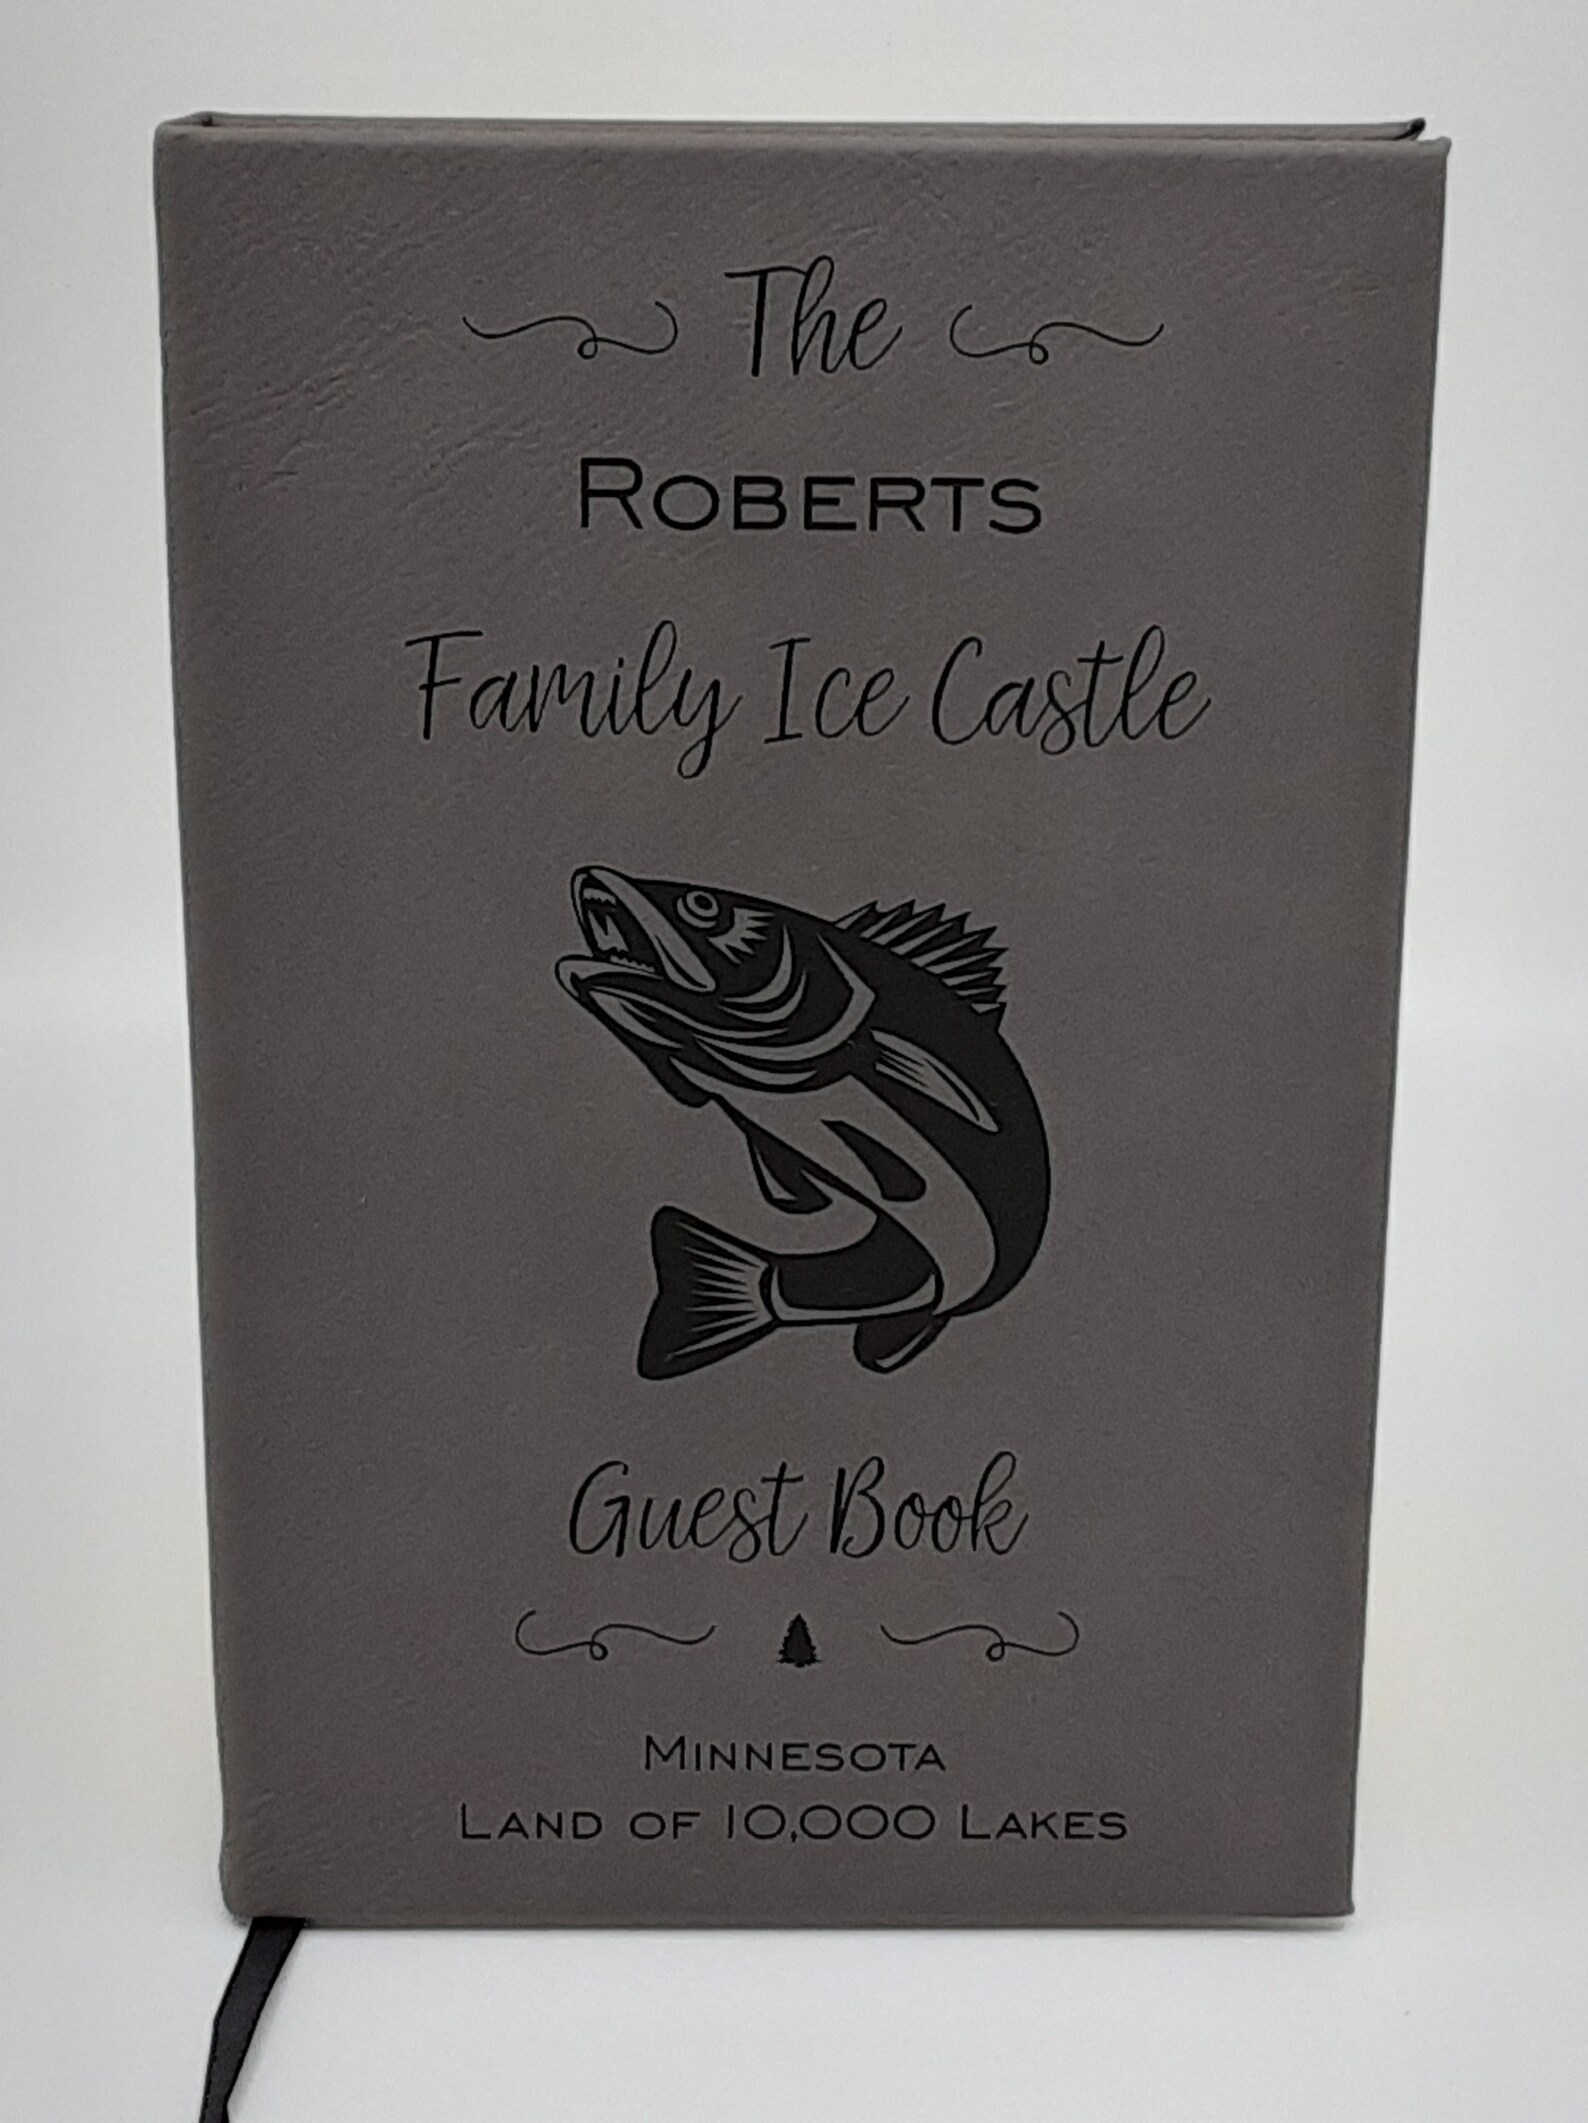 The
Roberts
Family Ice Castle
Guest Book
Minnesota
Land of 10,000 Lakes